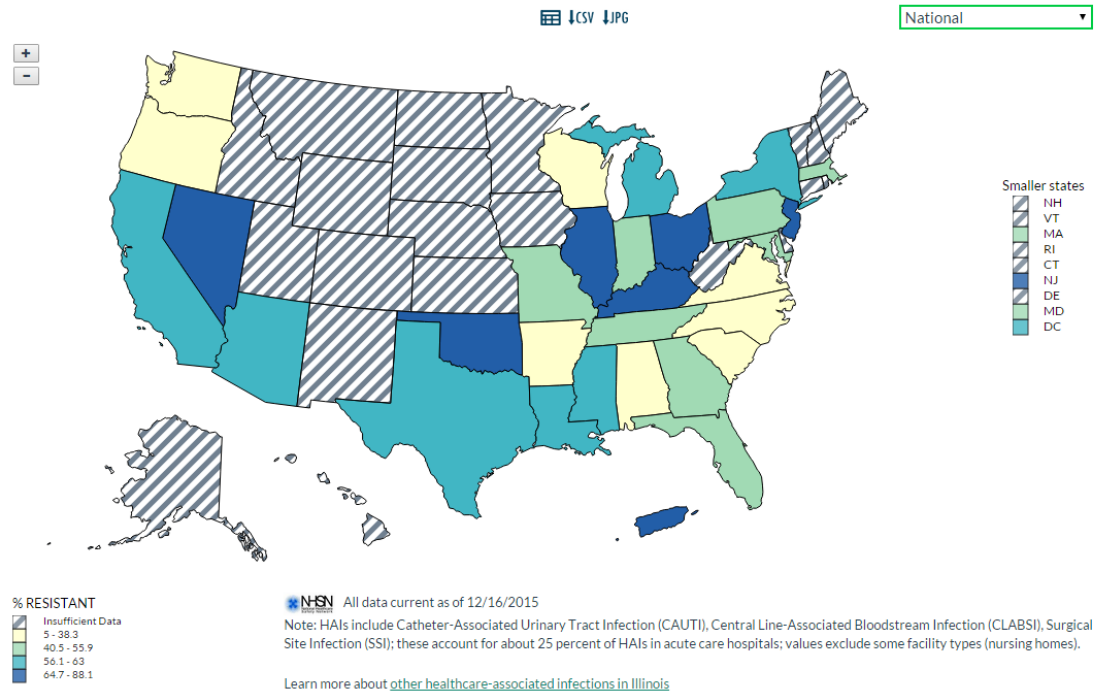 CSV JPG
National
+
−
Smaller states
NH
VT
MA
RI
CT
NJ
DE
MD
DC
% RESISTANT
Insufficient Data
5 - 38.3
40.5 - 55.9
56.1 - 63
64.7 - 88.1
NHSN All data current as of 12/16/2015
Note: HAIs include Catheter-Associated Urinary Tract Infection (CAUTI), Central Line-Associated Bloodstream Infection (CLABSI), Surgical
Site Infection (SSI); these account for about 25 percent of HAIs in acute care hospitals; values exclude some facility types (nursing homes).
Learn more about other healthcare-associated infections in Illinois